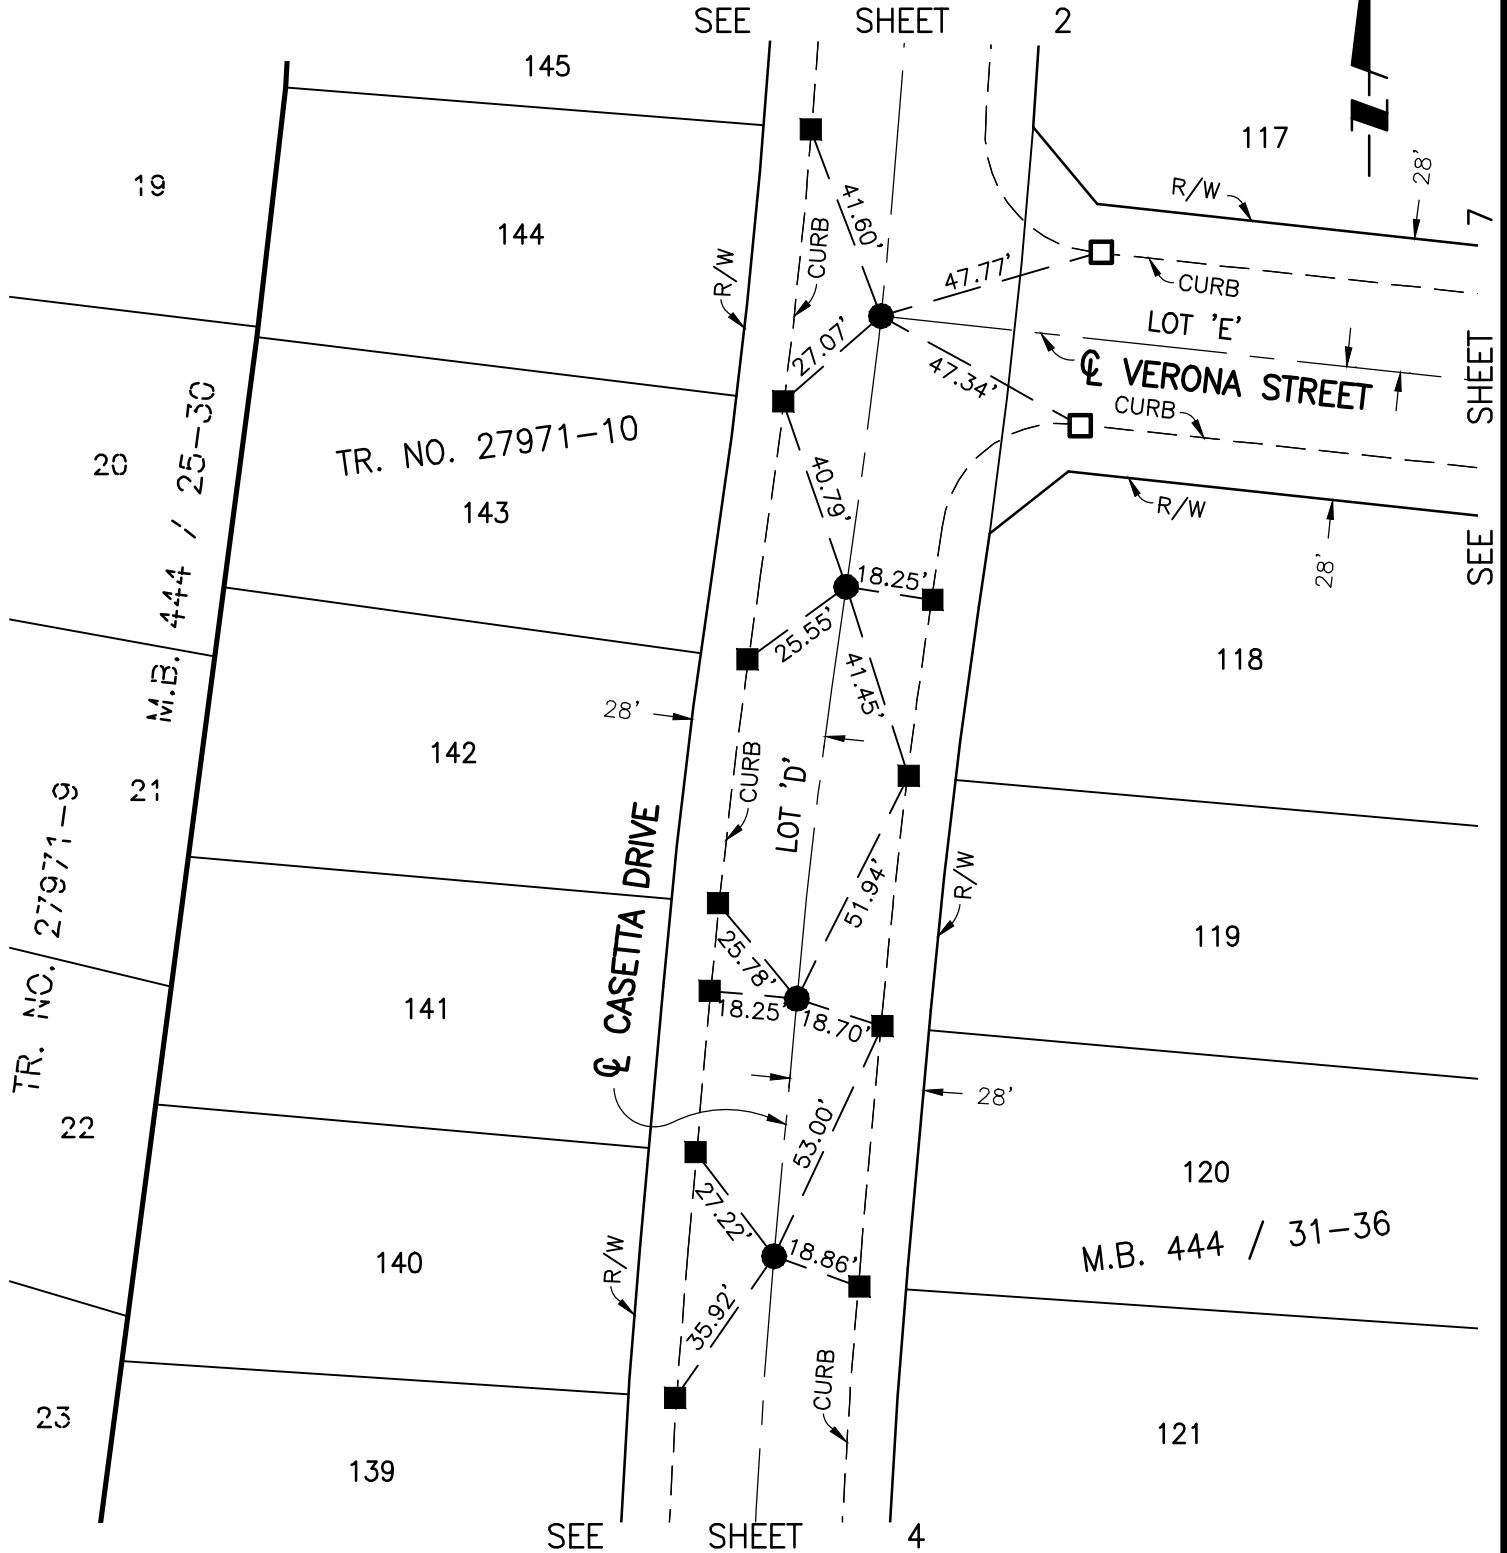 SEE SHEET 2
145
117
19
144
R/W
28'
7
41.60'
CURB
R/W
47.77'
CURB
LOT 'E'
27.07'
47.34'
℄ VERONA STREET
CURB
SHEET
TR. NO. 27971-10
20
143
40.79'
R/W
M.B. 444 / 25-30
18.25'
28'
SEE
25.55'
118
41.45'
28'
142
CURB
LOT 'D'
21
℄ CASETTA DRIVE
51.94'
R/W
TR. NO. 27971-9
119
25.78'
141
18.25'
18.70'
28'
22
53.00'
120
27.22'
M.B. 444 / 31-36
140
R/W
18.86'
35.92'
CURB
23
121
139
SEE SHEET 4
N